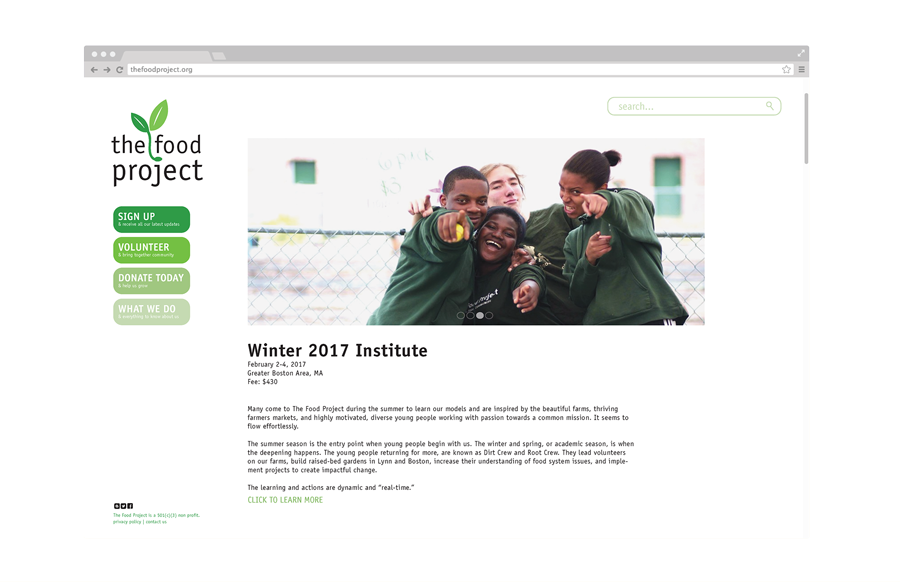 thefoodproject.org
search...
the food
project
SIGN UP
& receive all our latest updates
VOLUNTEER
& bring together community
DONATE TODAY
& help us grow
WHAT WE DO
& everything to know about us
Winter 2017 Institute
February 2-4, 2017
Greater Boston Area, MA
Fee: $430
Many come to The Food Project during the summer to learn our models and are inspired by the beautiful farms, thriving
farmers markets, and highly motivated, diverse young people working with passion towards a common mission. It seems to
flow effortlessly.
The summer season is the entry point when young people begin with us. The winter and spring, or academic season, is when
the deepening happens. The young people returning for more, are known as Dirt Crew and Root Crew. They lead volunteers
on our farms, build raised-bed gardens in Lynn and Boston, increase their understanding of food system issues, and imple-
ment projects to create impactful change.
The learning and actions are dynamic and "real-time."
CLICK TO LEARN MORE
The Food Project is a 501(c)(3) non profit.
privacy policy | contact us